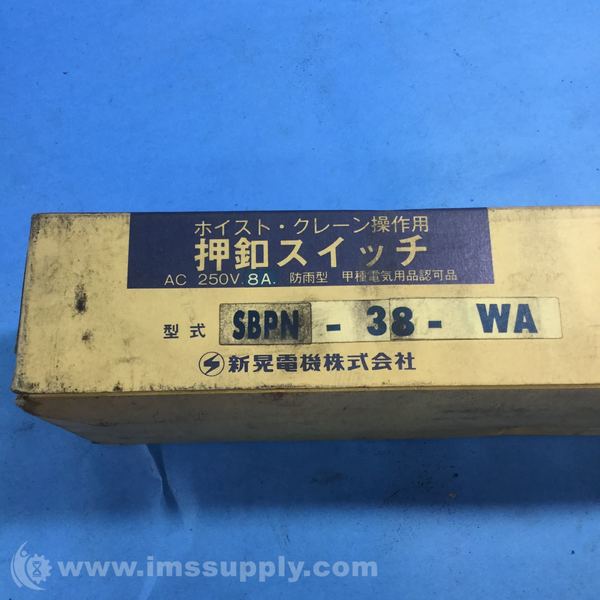 ホイスト・クレーン操作用
押釦スイッチ
AC 250V. 8A. 防雨型 甲種電気用品認可品
型式 SBPN - 38 - WA
新晃電機株式会社
www.imssupply.com